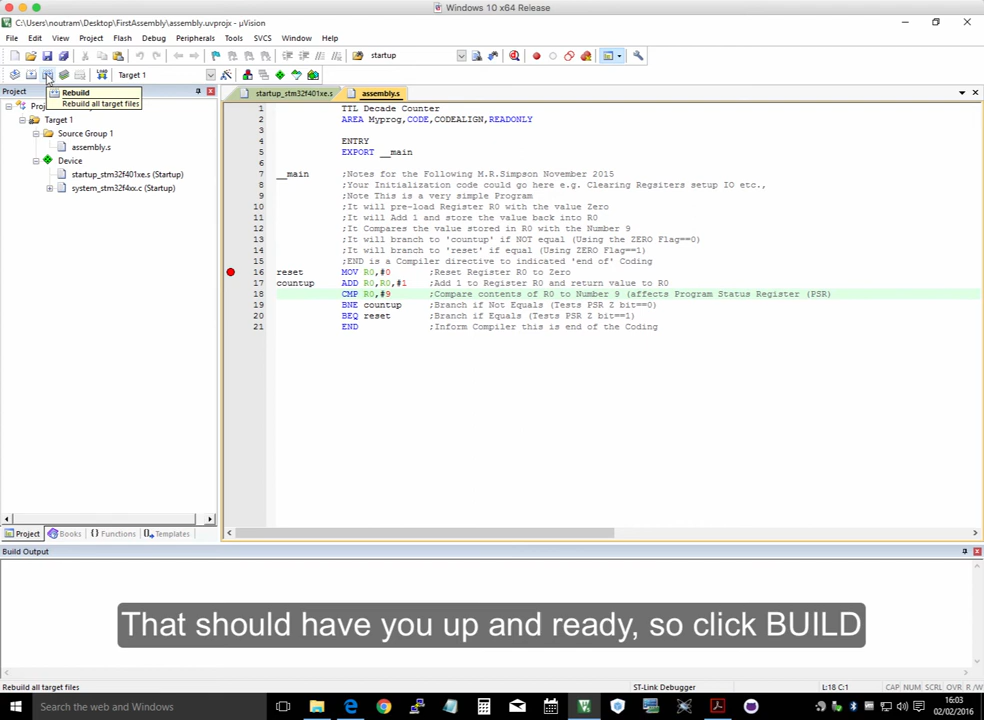 Windows 10 x64 Release
C:\Users\noutram\Desktop\FirstAssembly\assembly.uvprojx - µVision
File Edit View Project Flash Debug Peripherals Tools SVCS Window Help
startup
LOAD Target 1
Project
startup_stm32f401xe.s assembly.s
Rebuild
Rebuild all target files
Proj
Target 1
Source Group 1
assembly.s
Device
startup_stm32f401xe.s (Startup)
system_stm32f4xx.c (Startup)
1 TTL Decade Counter
2 AREA Myprog,CODE,CODEALIGN,READONLY
3
4 ENTRY
5 EXPORT __main
6
7 __main ;Notes for the Following M.R.Simpson November 2015
8 ;Your Initialization code could go here e.g. Clearing Regsiters setup IO etc.,
9 ;Note This is a very simple Program
10 ;It will pre-load Register R0 with the value Zero
11 ;It will Add 1 and store the value back into R0
12 ;It Compares the value stored in R0 with the Number 9
13 ;It will branch to 'countup' if NOT equal (Using the ZERO Flag==0)
14 ;It will branch to 'reset' if equal (Using ZERO Flag==1)
15 ;END is a Compiler directive to indicated 'end of' Coding
16 reset MOV R0,#0 ;Reset Register R0 to Zero
17 countup ADD R0,R0,#1 ;Add 1 to Register R0 and return value to R0
18 CMP R0,#9 ;Compare contents of R0 to Number 9 (affects Program Status Register (PSR)
19 BNE countup ;Branch if Not Equals (Tests PSR Z bit==0)
20 BEQ reset ;Branch if Equals (Tests PSR Z bit==1)
21 END ;Inform Compiler this is end of the Coding
Project Books {} Functions Templates
Build Output
That should have you up and ready, so click BUILD
Rebuild all target files ST-Link Debugger L:18 C:1 CAP NUM SCRL OVR R/W
Search the web and Windows
16:03
02/02/2016